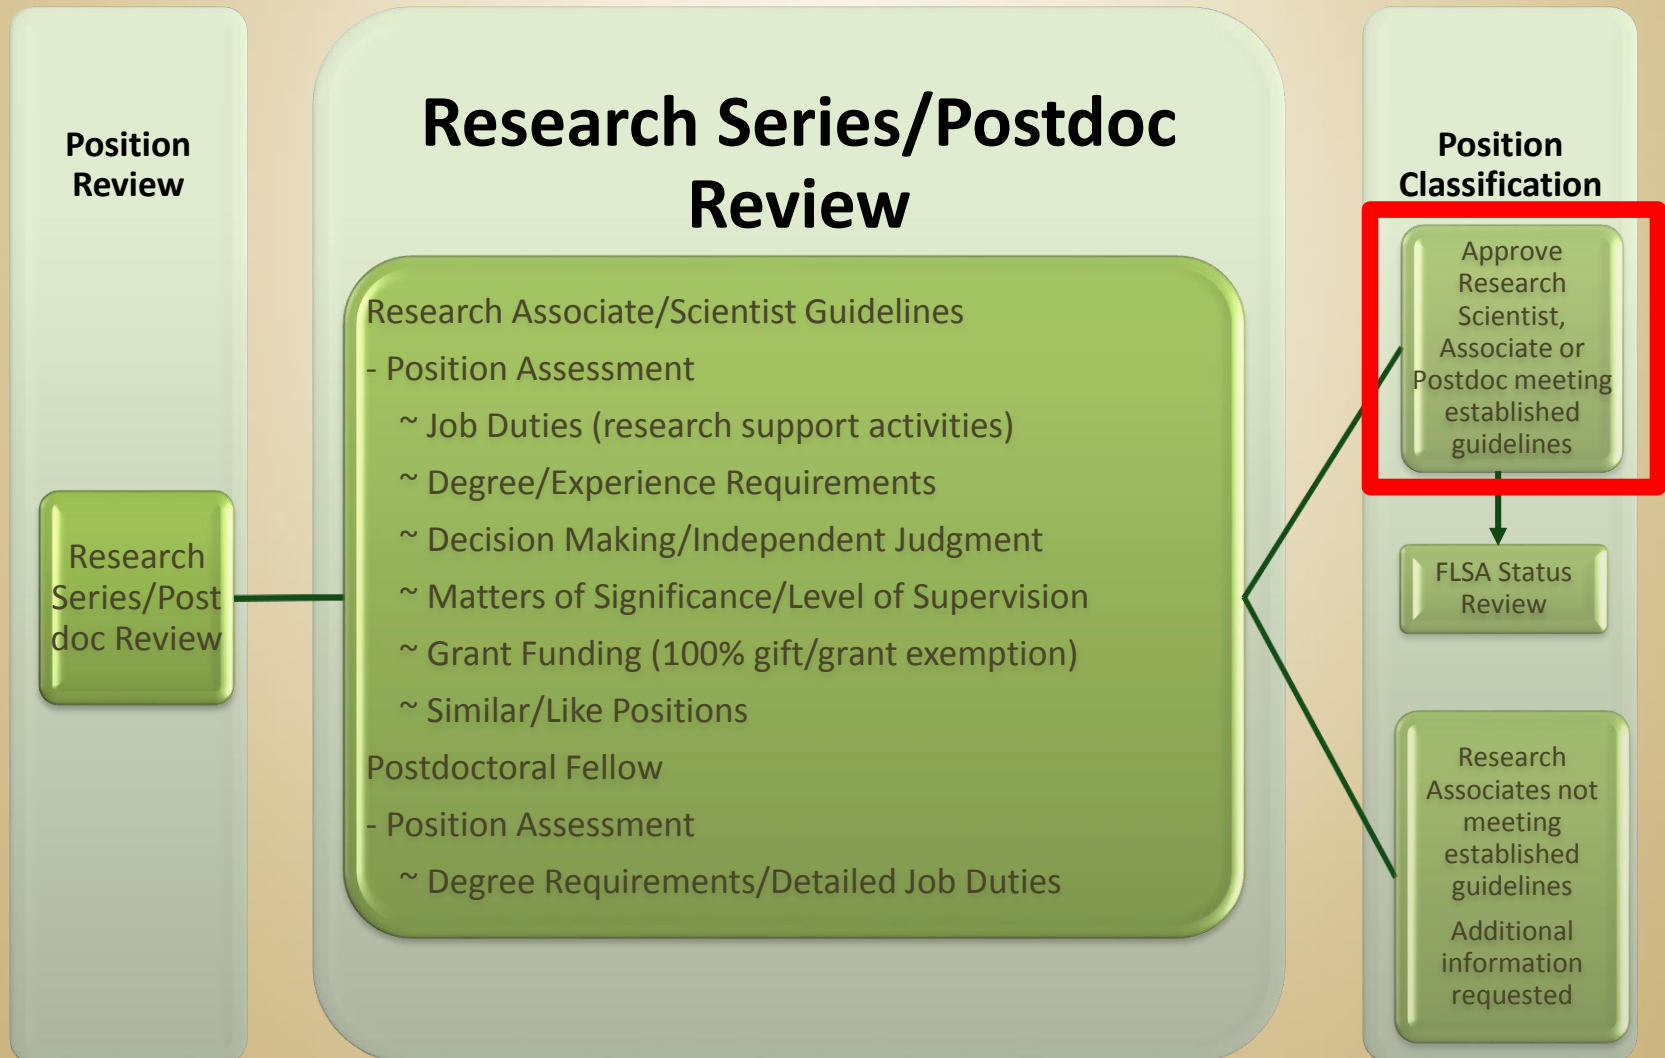 Position
Review
Research
Series/Post
doc Review
Research Series/Postdoc
Review
Research Associate/Scientist Guidelines
- Position Assessment
~ Job Duties (research support activities)
~ Degree/Experience Requirements
~ Decision Making/Independent Judgment
~ Matters of Significance/Level of Supervision
~ Grant Funding (100% gift/grant exemption)
~ Similar/Like Positions
Postdoctoral Fellow
- Position Assessment
~ Degree Requirements/Detailed Job Duties
Position
Classification
Approve
Research
Scientist,
Associate or
Postdoc meeting
established
guidelines
FLSA Status
Review
Research
Associates not
meeting
established
guidelines
Additional
information
requested